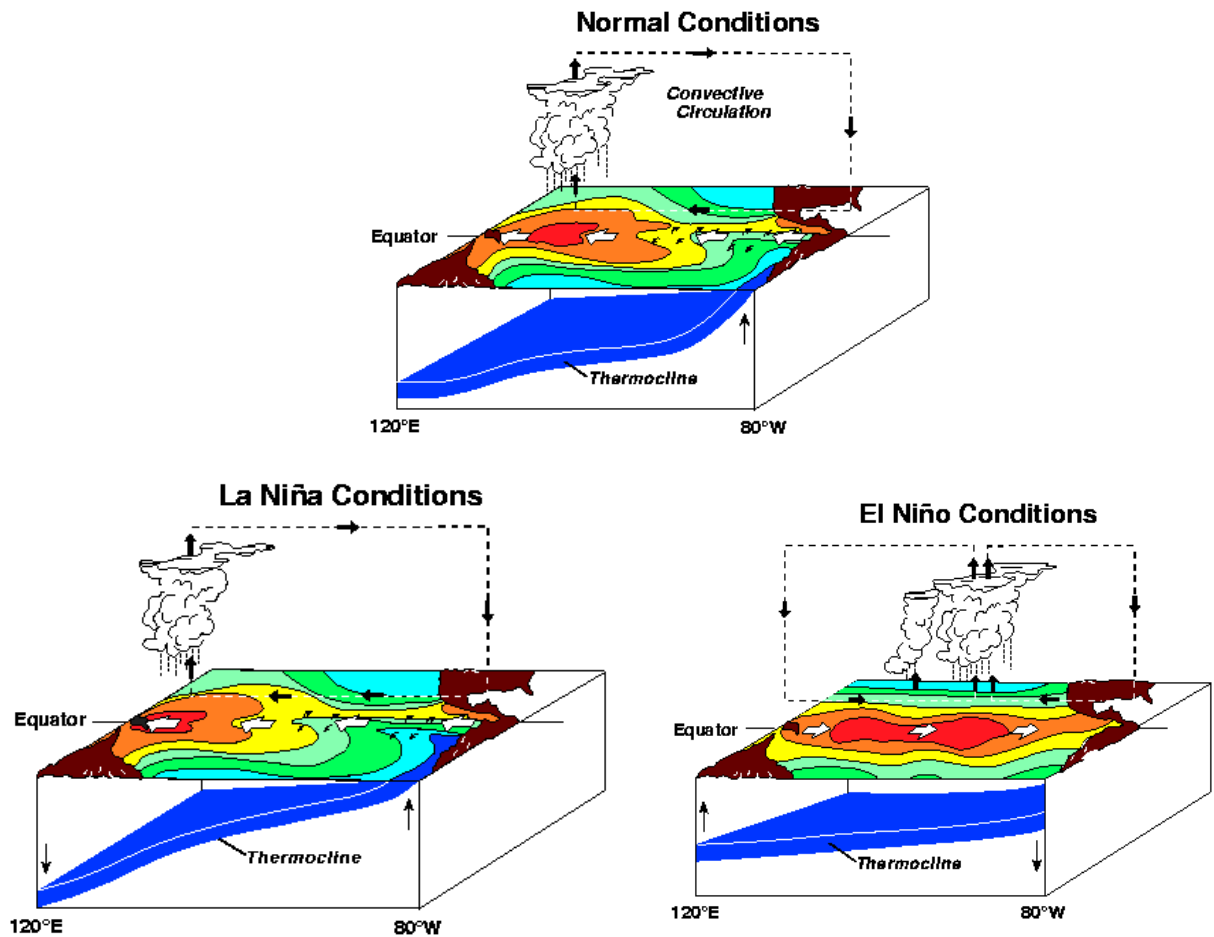 Normal Conditions
Convective
Circulation
Equator
Thermocline
120°E
80°W
La Niña Conditions
Equator
Thermocline
120°E
80°W
El Niño Conditions
Equator
Thermocline
120°E
80°W